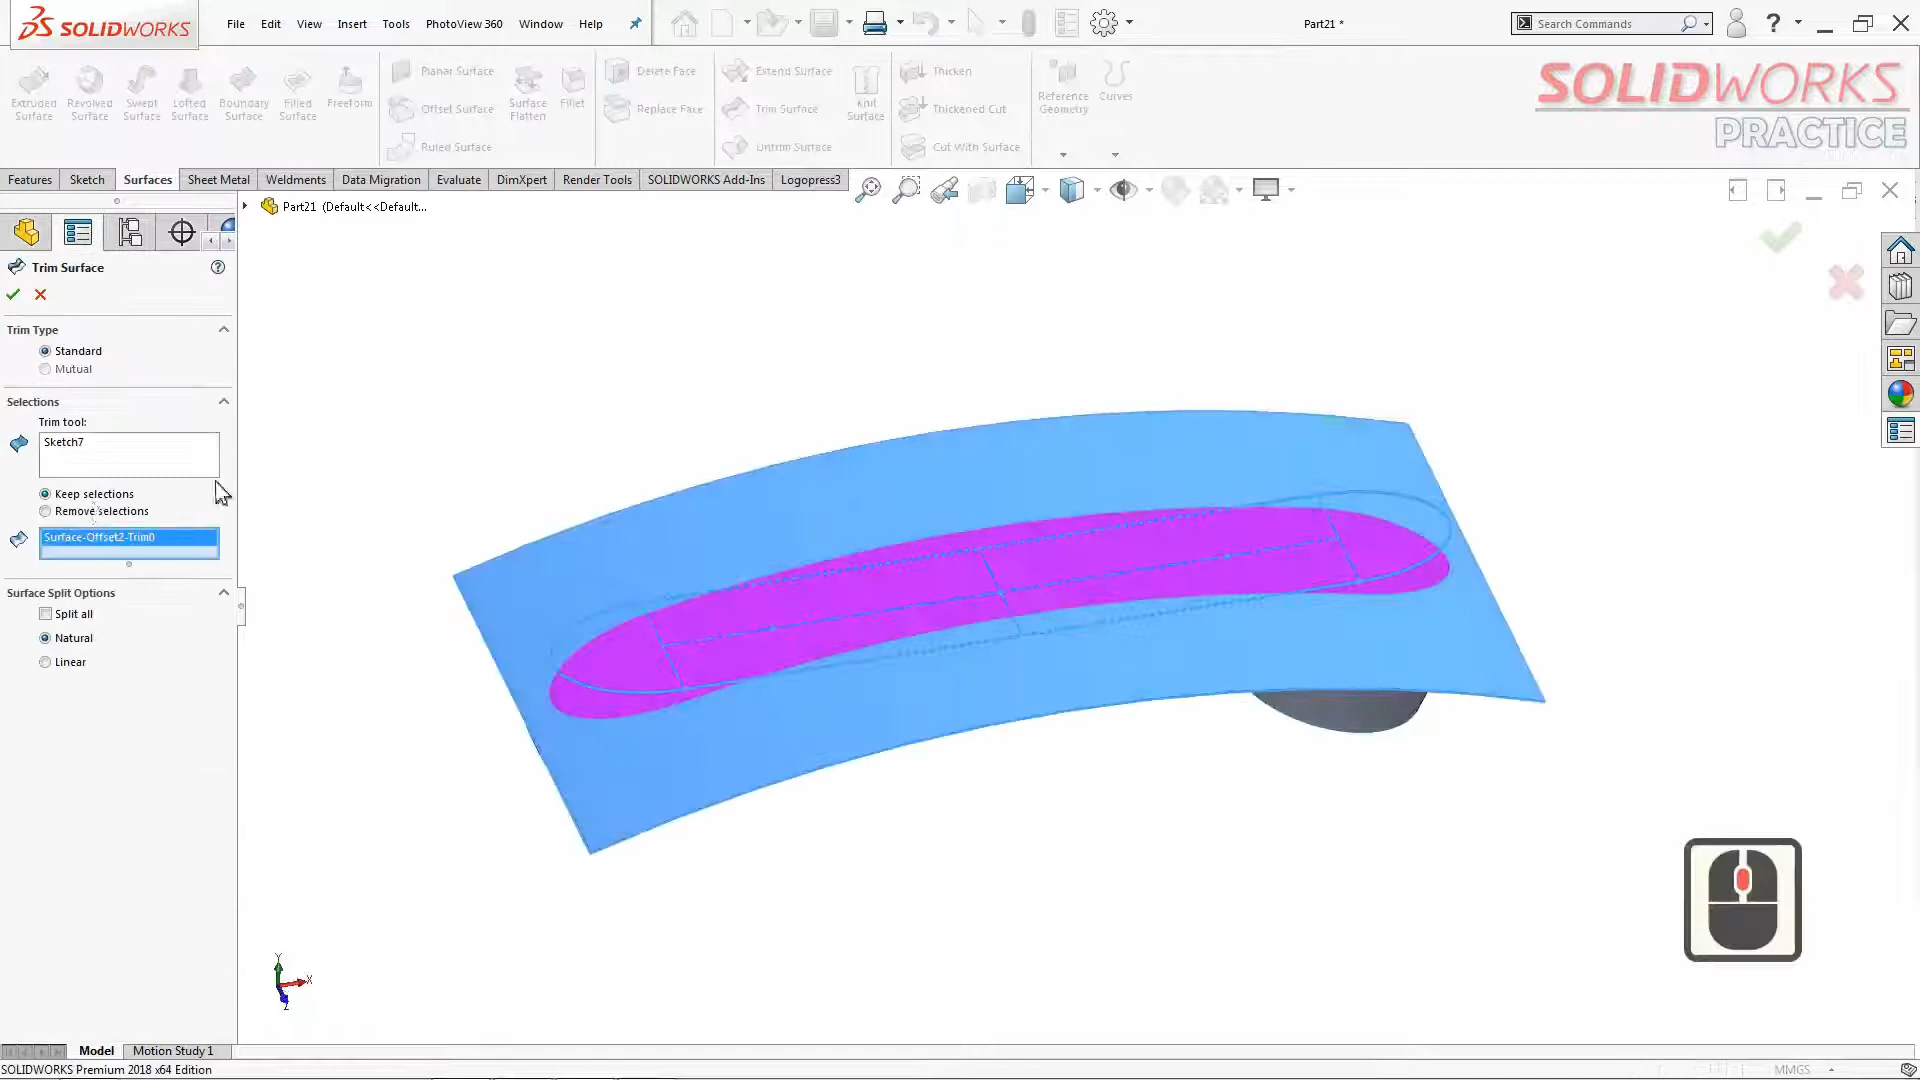 SOLIDWORKS
File Edit View Insert Tools PhotoView 360 Window Help
Part21 *
Search Commands
?
Extruded Surface
Revolved Surface
Swept Surface
Lofted Surface
Boundary Surface
Filled Surface
Freeform
Planar Surface
Offset Surface
Ruled Surface
Surface Flatten
Fillet
Delete Face
Replace Face
Extend Surface
Trim Surface
Untrim Surface
Knit Surface
Thicken
Thickened Cut
Cut With Surface
Reference Geometry
Curves
SOLIDWORKS
PRACTICE
Features Sketch Surfaces Sheet Metal Weldments Data Migration Evaluate DimXpert Render Tools SOLIDWORKS Add-Ins Logopress3
Part21 (Default<<Default...
Trim Surface
?
Trim Type
Standard
Mutual
Selections
Trim tool:
Sketch7
Keep selections
Remove selections
Surface-Offset2-Trim0
Surface Split Options
Split all
Natural
Linear
Y
X
Z
Model Motion Study 1
SOLIDWORKS Premium 2018 x64 Edition
MMGS